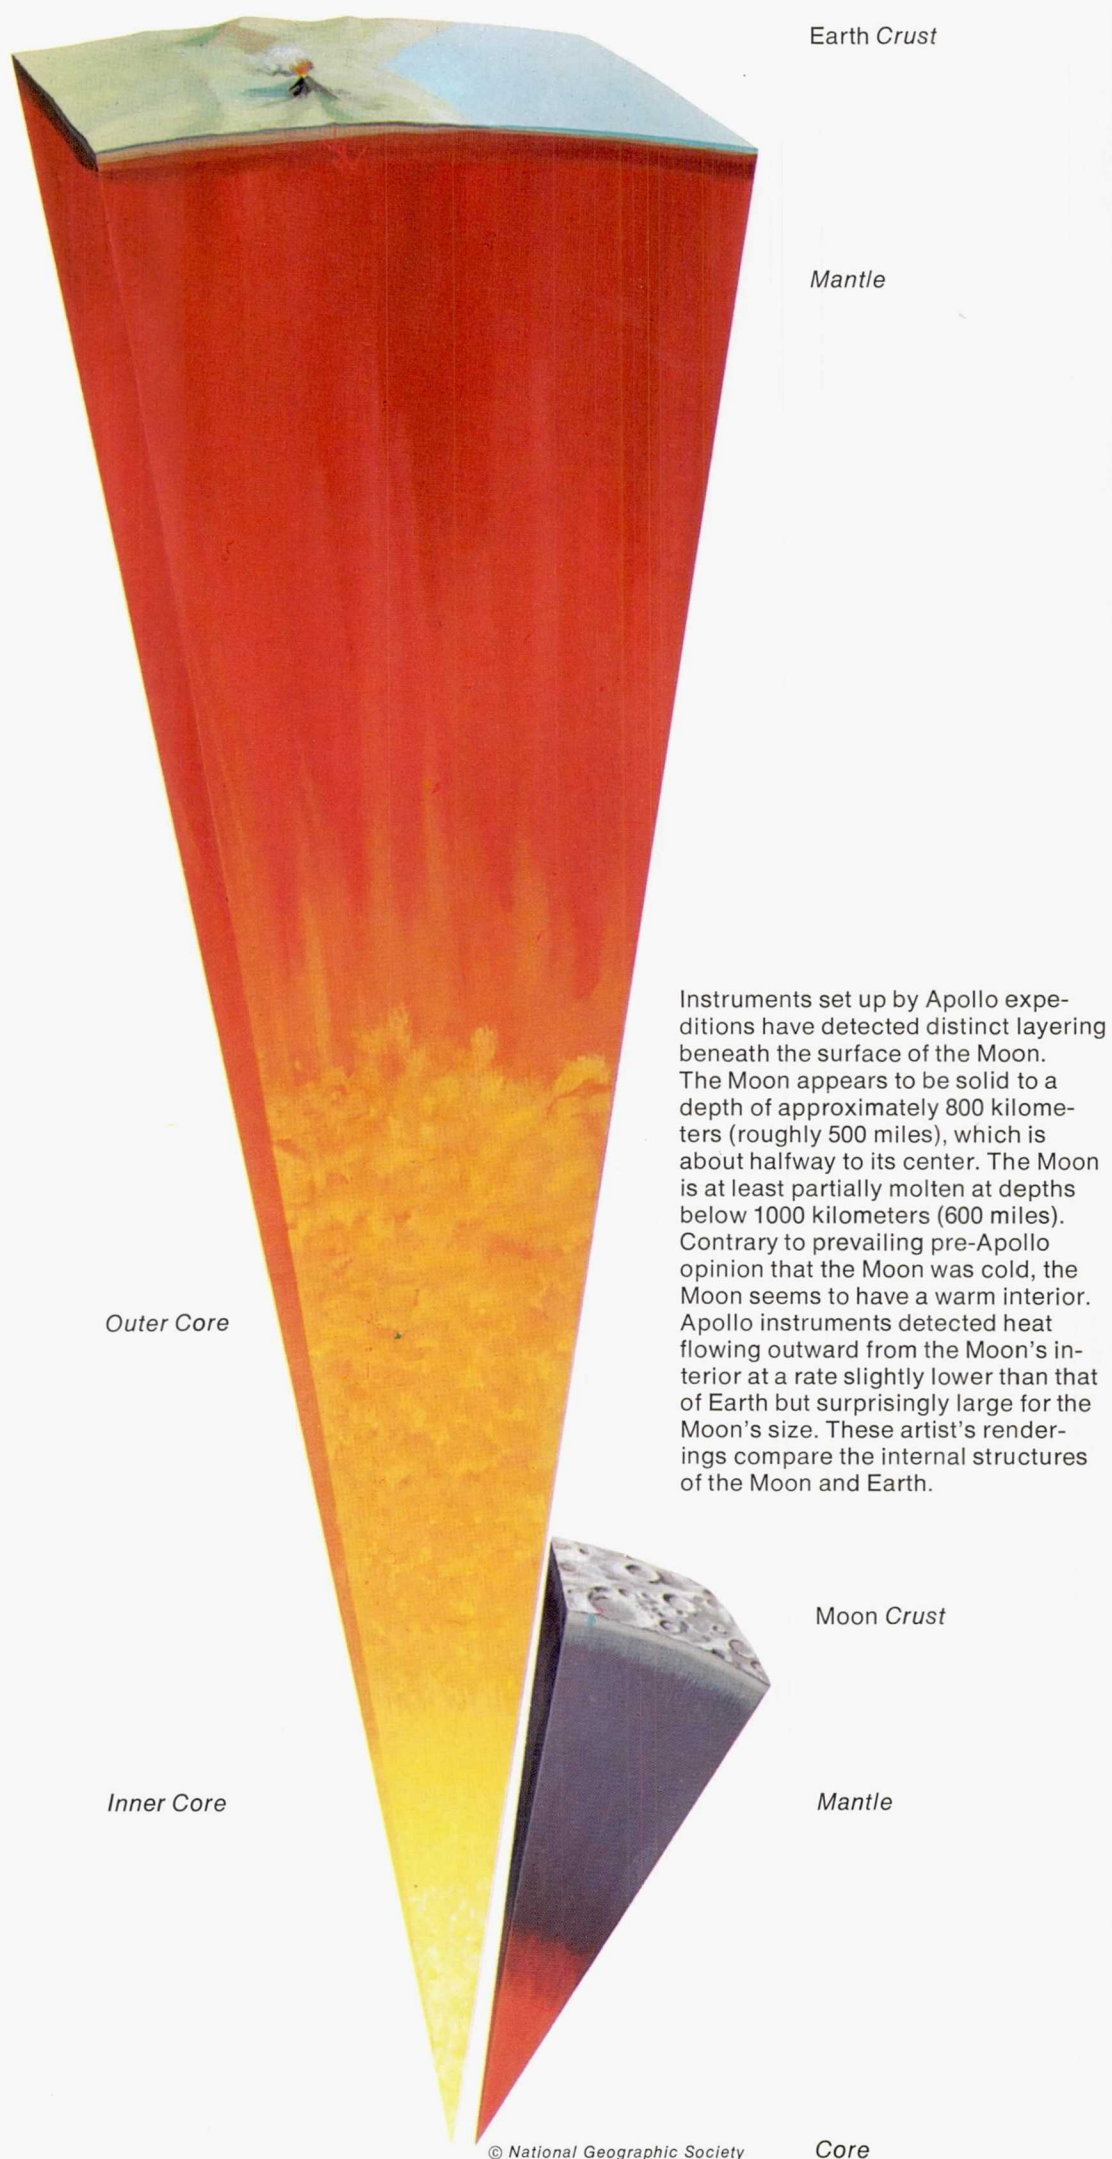 Earth Crust
Mantle
Instruments set up by Apollo expe-
ditions have detected distinct layering
beneath the surface of the Moon.
The Moon appears to be solid to a
depth of approximately 800 kilome-
ters (roughly 500 miles), which is
about halfway to its center. The Moon
is at least partially molten at depths
below 1000 kilometers (600 miles).
Contrary to prevailing pre-Apollo
opinion that the Moon was cold, the
Moon seems to have a warm interior.
Apollo instruments detected heat
flowing outward from the Moon's in-
terior at a rate slightly lower than that
of Earth but surprisingly large for the
Moon's size. These artist's render-
ings compare the internal structures
of the Moon and Earth.
Outer Core
Moon Crust
Inner Core
Mantle
© National Geographic Society
Core